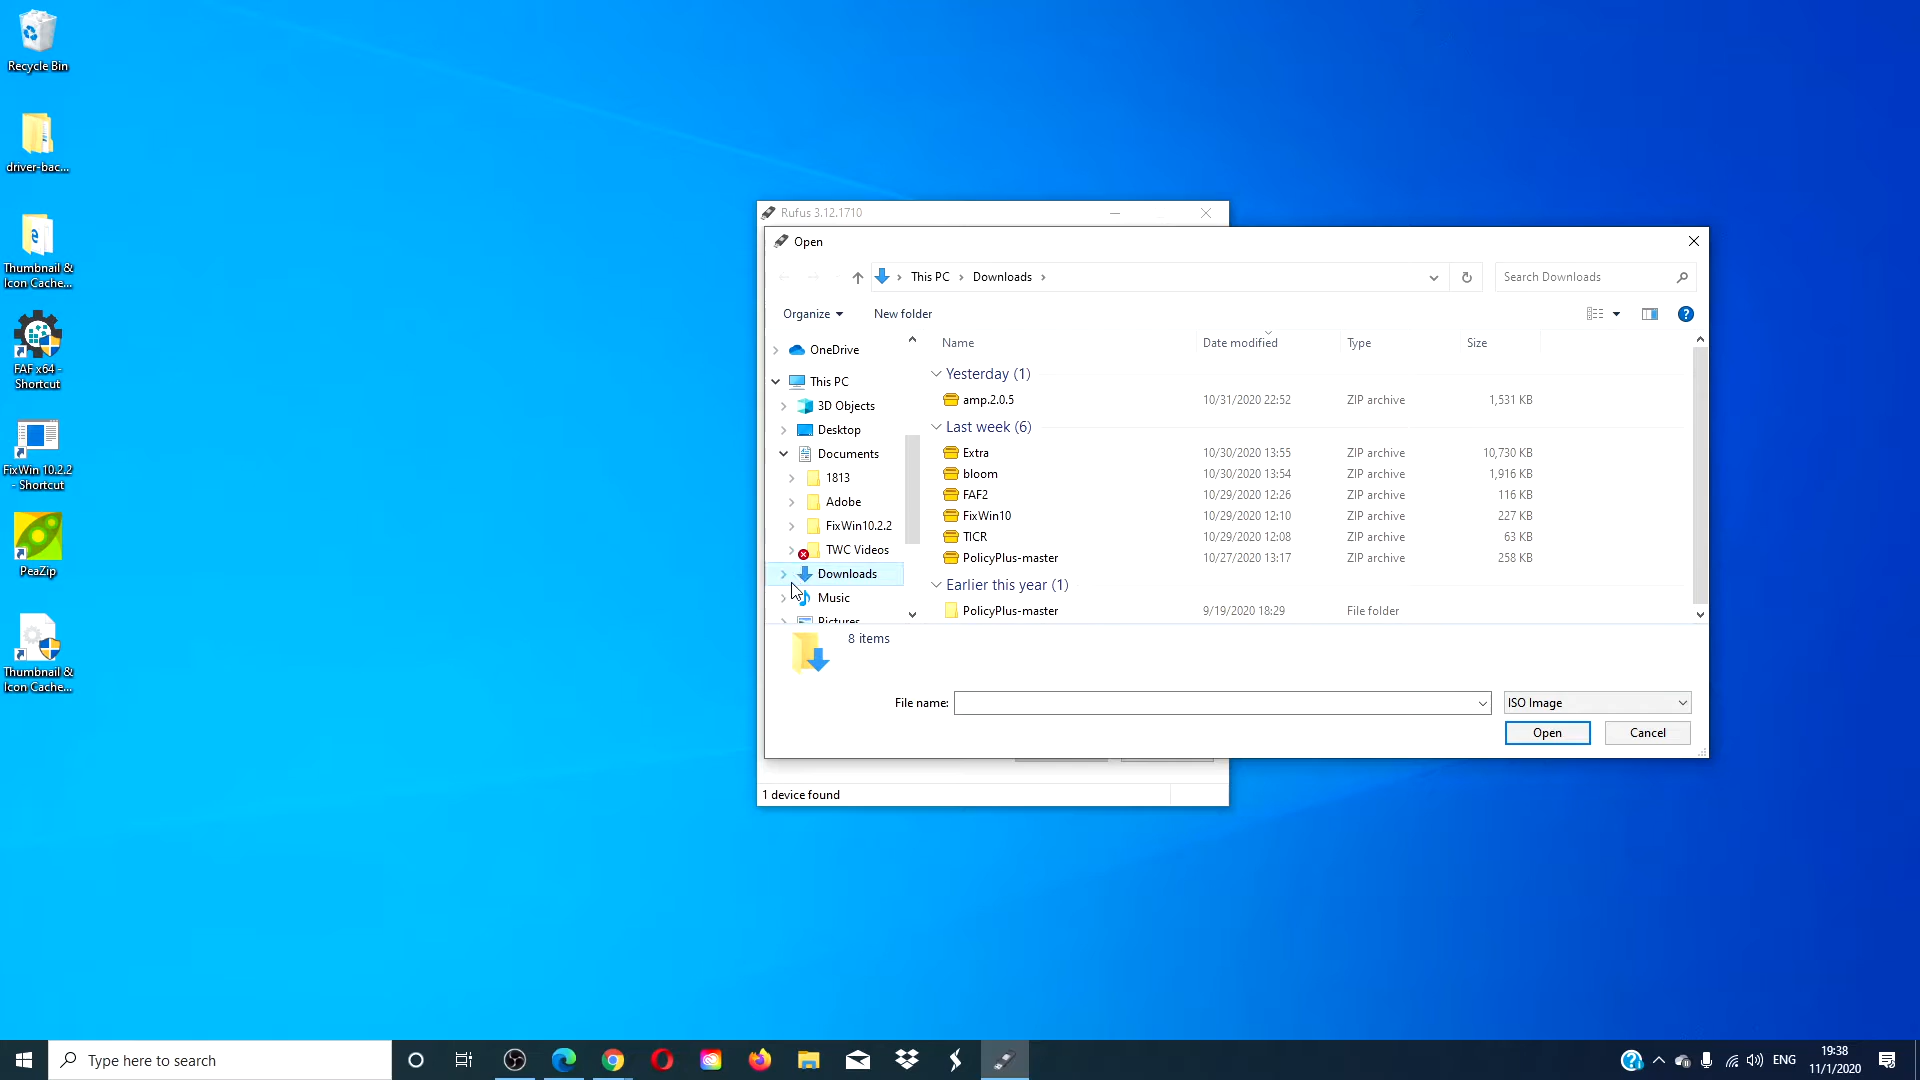 Recycle Bin
driver-bac...
Thumbnail &
Icon Cache...
FAF x64 -
Shortcut
FixWin 10.2.2
- Shortcut
PeaZip
Thumbnail &
Icon Cache...
Rufus 3.12.1710
Open
This PC
Downloads
Search Downloads
Organize
New folder
OneDrive
This PC
3D Objects
Desktop
Documents
1813
Adobe
FixWin10.2.2
TWC Videos
Downloads
Music
Pictures
Name Date modified Type Size
Yesterday (1)
amp.2.0.5 10/31/2020 22:52 ZIP archive 1,531 KB
Last week (6)
Extra 10/30/2020 13:55 ZIP archive 10,730 KB
bloom 10/30/2020 13:54 ZIP archive 1,916 KB
FAF2 10/29/2020 12:26 ZIP archive 116 KB
FixWin10 10/29/2020 12:10 ZIP archive 227 KB
TICR 10/29/2020 12:08 ZIP archive 63 KB
PolicyPlus-master 10/27/2020 13:17 ZIP archive 258 KB
Earlier this year (1)
PolicyPlus-master 9/19/2020 18:29 File folder
8 items
File name:
ISO Image
Open
Cancel
1 device found
Type here to search
ENG
19:38
11/1/2020